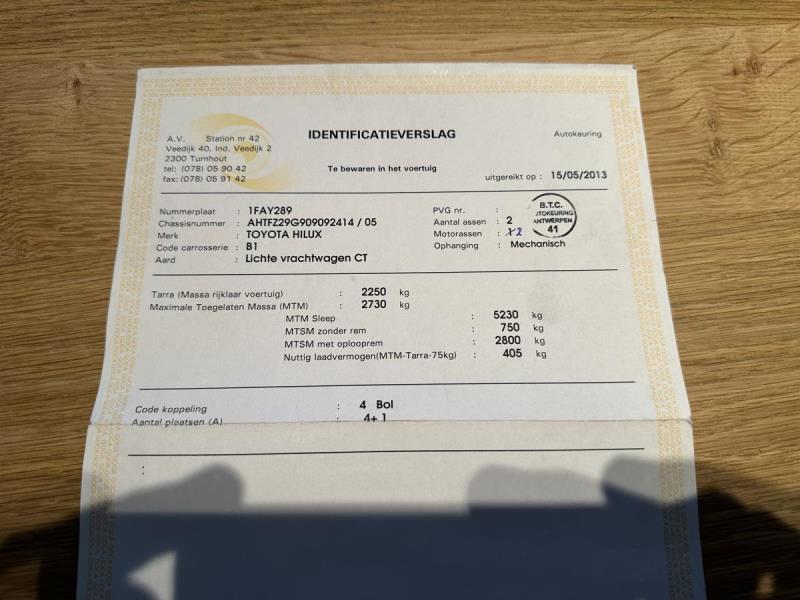 A.V. Station nr 42
Veedijk 40, Ind. Veedijk 2
2300 Turnhout
tel: (078) 05 90 42
fax: (078) 05 91 42
IDENTIFICATIEVERSLAG
Te bewaren in het voertuig
Autokeuring
uitgereikt op : 15/05/2013
Nummerplaat : 1FAY289
Chassisnummer : AHTFZ29G909092414 / 05
Merk : TOYOTA HILUX
Code carrosserie : B1
Aard : Lichte vrachtwagen CT
PVG nr. :
Aantal assen : 2
Motorassen :
Ophanging : Mechanisch
B.T.C.
UTOKEURING
ANTWERPEN
41
Tarra (Massa rijklaar voertuig) : 2250 kg
Maximale Toegelaten Massa (MTM) : 2730 kg
MTM Sleep : 5230 kg
MTSM zonder rem : 750 kg
MTSM met oplooprem : 2800 kg
Nuttig laadvermogen(MTM-Tarra-75kg) : 405 kg
Code koppeling : 4 Bol
Aantal plaatsen (A) : 4+ 1
: